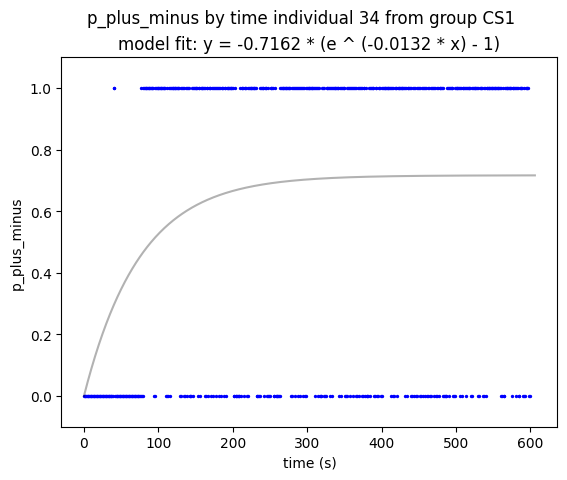 p_plus_minus by time individual 34 from group CS1
model fit: y = -0.7162 * (e ^ (-0.0132 * x) - 1)
1.0
0.8
0.6
0.4
0.2
0.0
p_plus_minus
0 100 200 300 400 500 600
time (s)